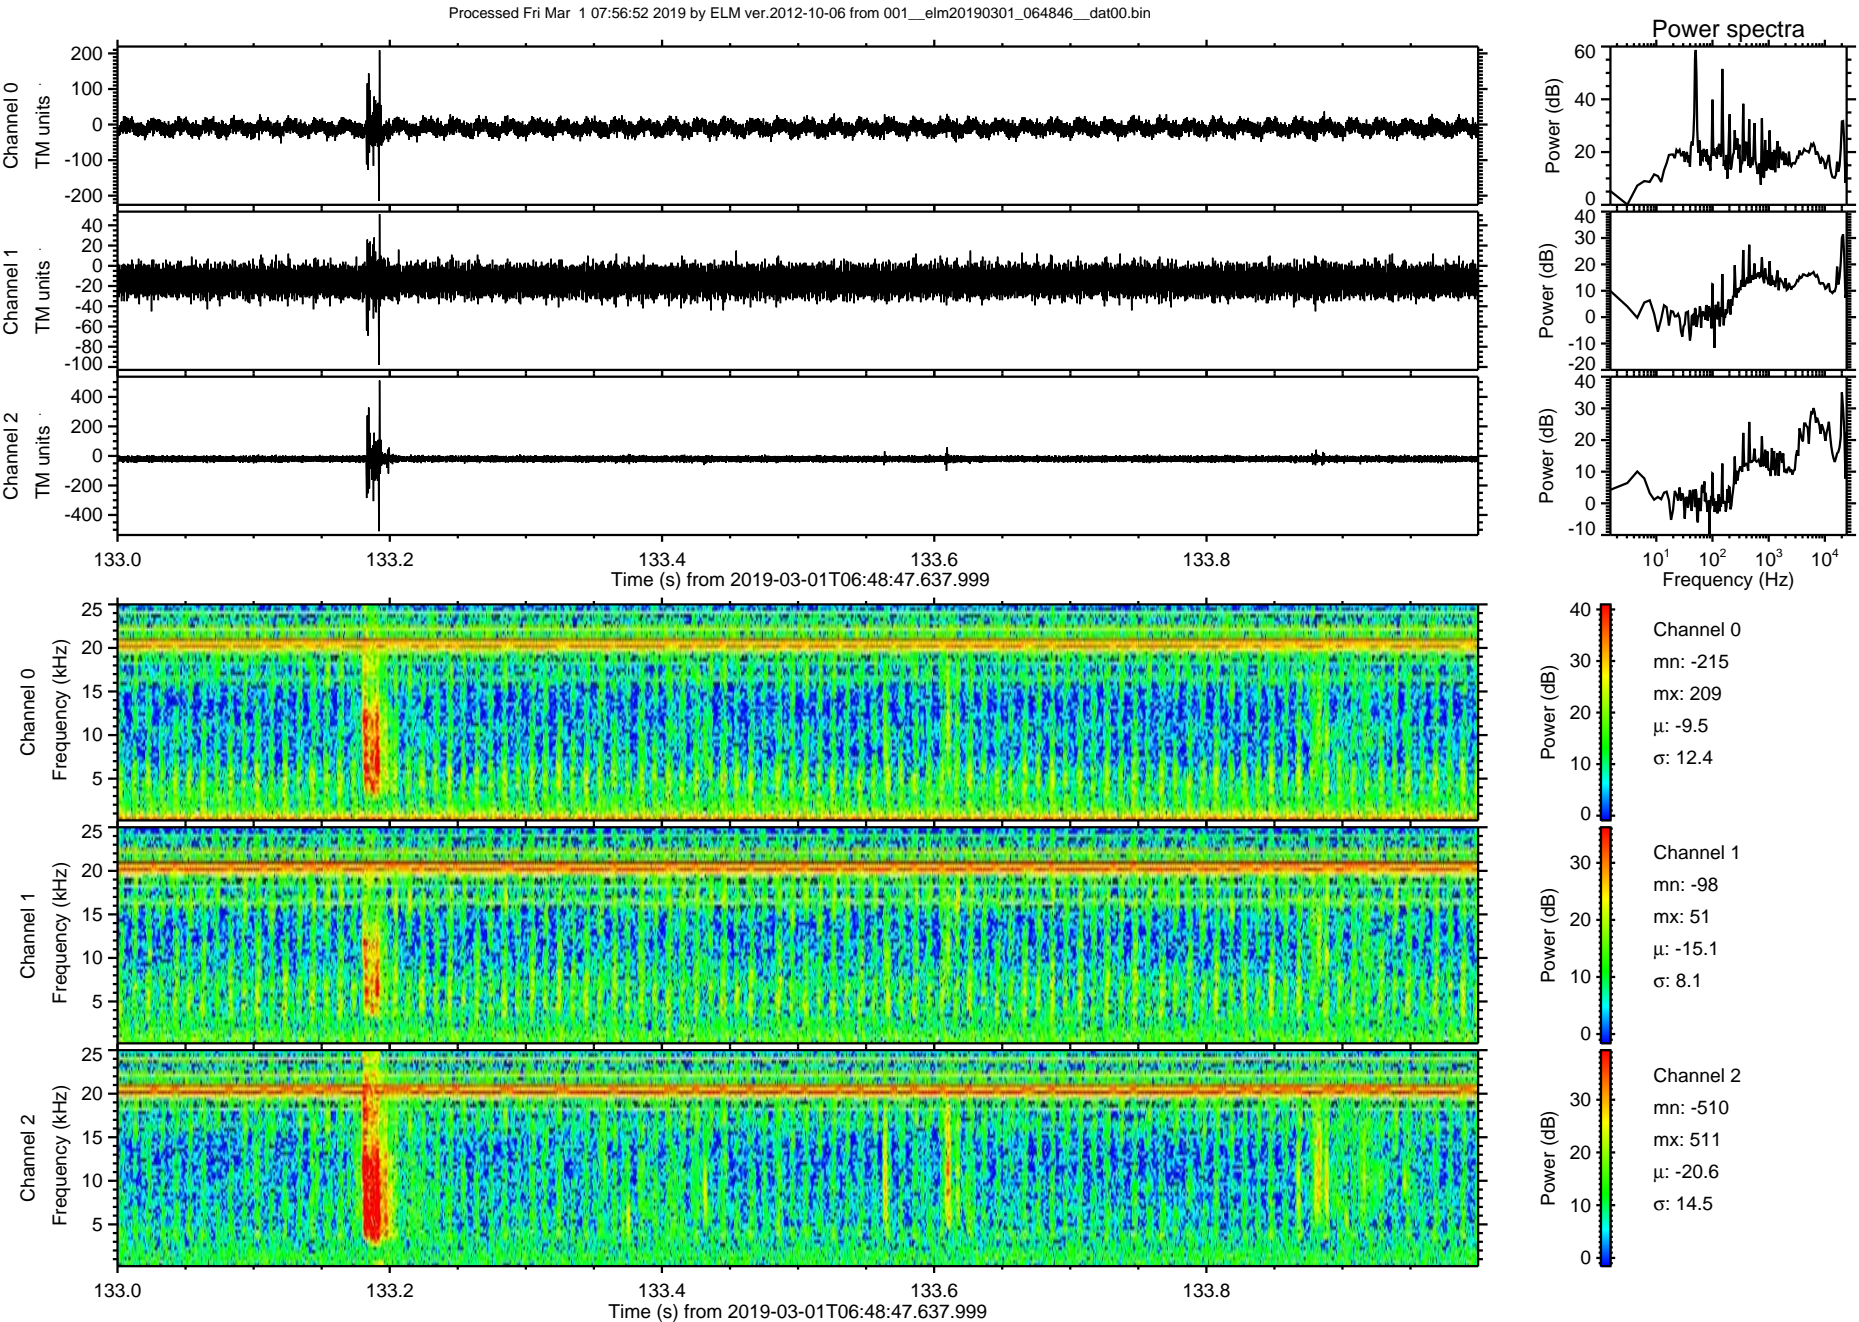 Processed Fri Mar  1 07:56:52 2019 by ELM ver.2012-10-06 from 001__elm20190301_064846__dat00.bin
Power spectra
Channel 0
TM units
200
100
0
-100
-200
Power (dB)
60
40
20
0
Channel 1
TM units
40
20
0
-20
-40
-60
-80
-100
Power (dB)
40
30
20
10
0
-10
-20
Channel 2
TM units
400
200
0
-200
-400
Power (dB)
40
30
20
10
0
-10
133.0 133.2 133.4 133.6 133.8
Time (s) from 2019-03-01T06:48:47.637.999
10¹ 10² 10³ 10⁴
Frequency (Hz)
Channel 0
Frequency (kHz)
25
20
15
10
5
Power (dB)
40
30
20
10
0
Channel 0
mn: -215
mx: 209
μ: -9.5
σ: 12.4
Channel 1
Frequency (kHz)
25
20
15
10
5
Power (dB)
30
20
10
0
Channel 1
mn: -98
mx: 51
μ: -15.1
σ: 8.1
Channel 2
Frequency (kHz)
25
20
15
10
5
Power (dB)
30
20
10
0
Channel 2
mn: -510
mx: 511
μ: -20.6
σ: 14.5
133.0 133.2 133.4 133.6 133.8
Time (s) from 2019-03-01T06:48:47.637.999